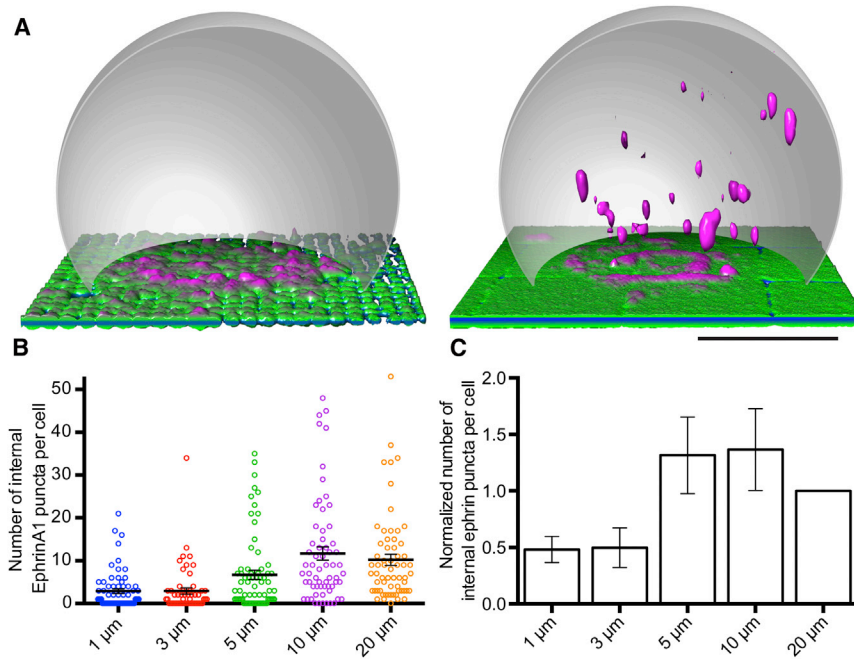 A
B
Number of internal
EphrinA1 puncta per cell
50
40
30
20
10
0
1 µm
3 µm
5 µm
10 µm
20 µm
C
Normalized number of
internal ephrin puncta per cell
2.0
1.5
1.0
0.5
0.0
1 µm
3 µm
5 µm
10 µm
20 µm